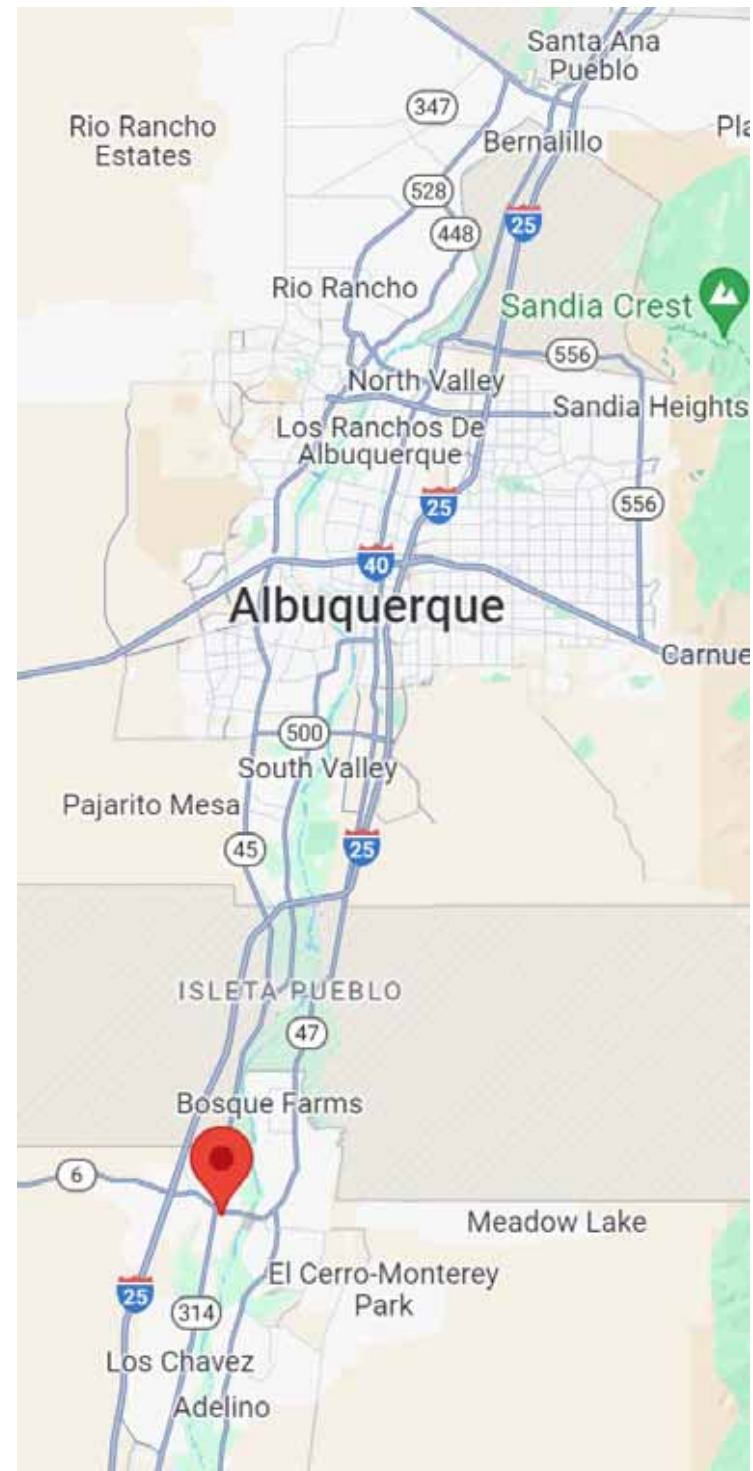 Santa Ana
Pueblo
347
Rio Rancho
Estates
Pla
Bernalillo
528
448
25
Rio Rancho
Sandia Crest
556
North Valley
Sandia Heights
Los Ranchos De
Albuquerque
25
556
40
Albuquerque
Carnue
500
South Valley
Pajarito Mesa
45
25
ISLETA PUEBLO
47
Bosque Farms
6
Meadow Lake
El Cerro-Monterey
Park
25
314
Los Chavez
Adelino